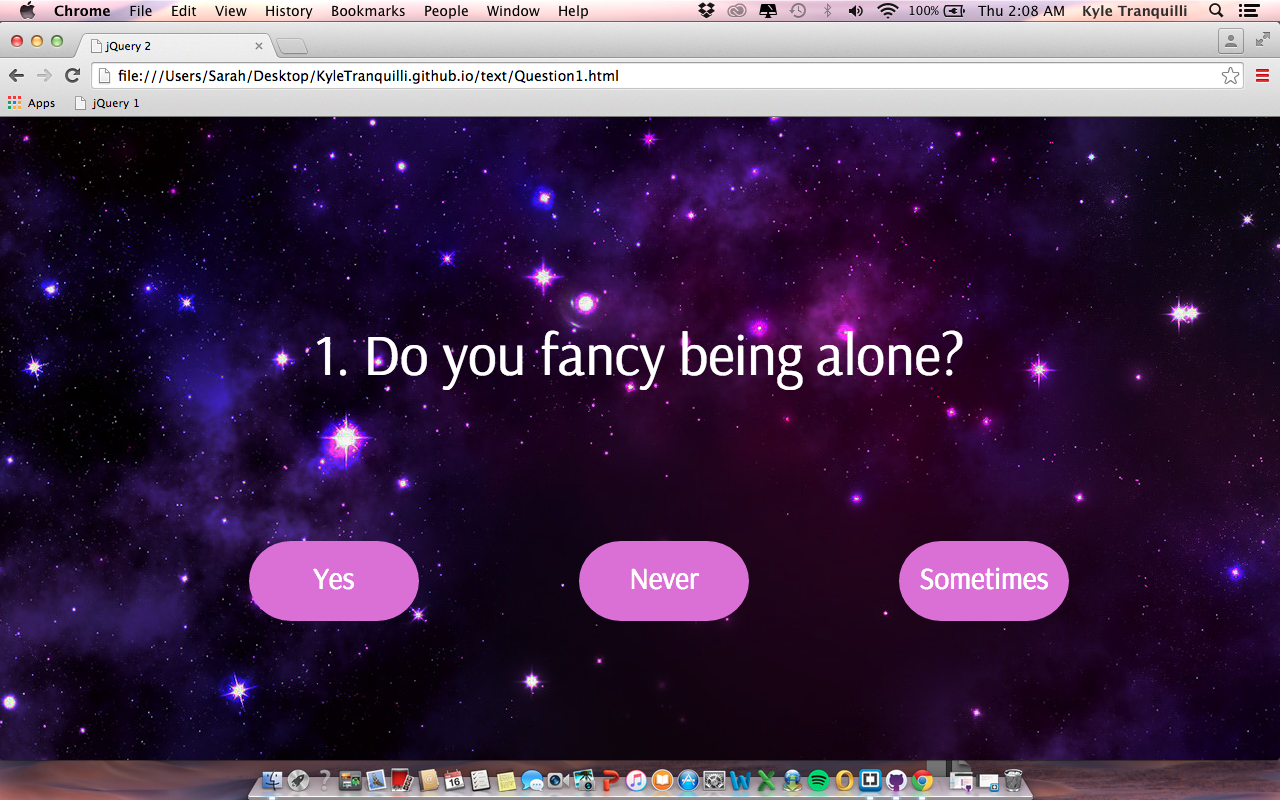 Chrome File Edit View History Bookmarks People Window Help 100% Thu 2:08 AM Kyle Tranquilli
jQuery 2
file:///Users/Sarah/Desktop/KyleTranquilli.github.io/text/Question1.html
Apps jQuery 1
1. Do you fancy being alone?
Yes Never Sometimes
16